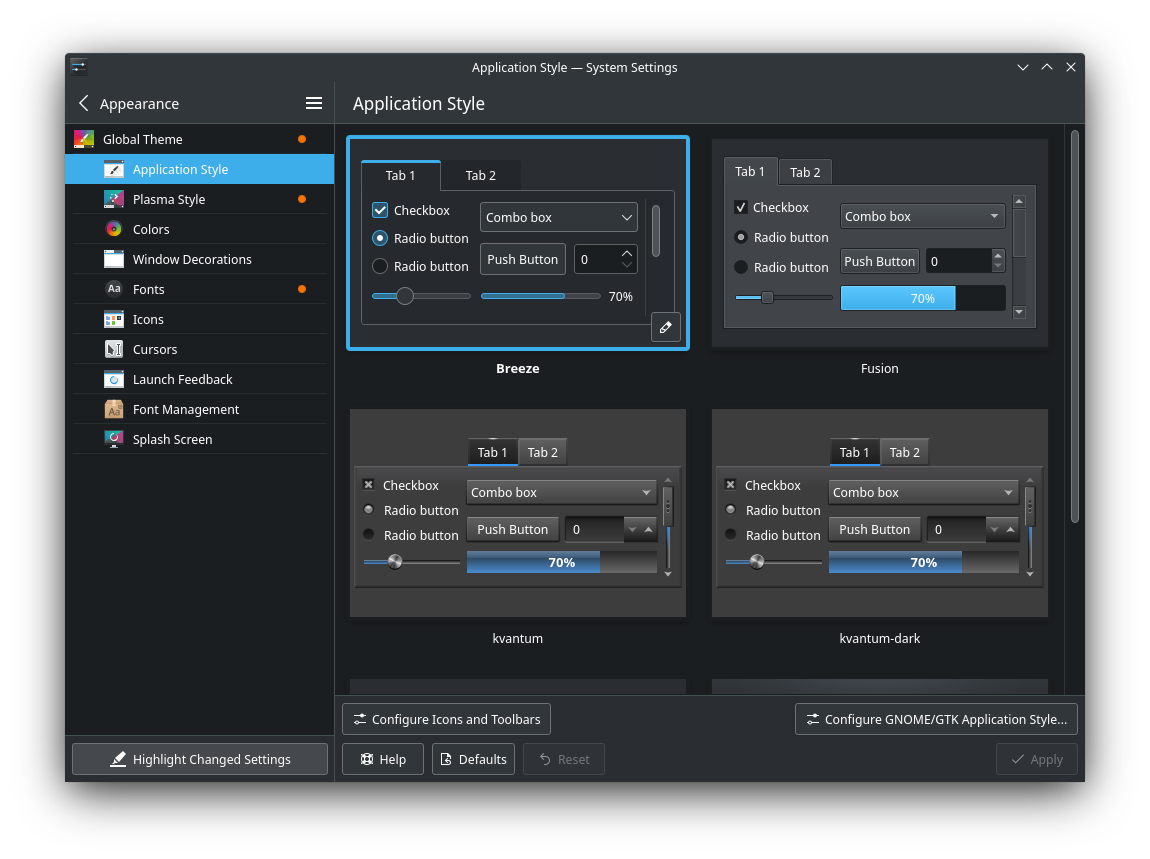 Application Style — System Settings
Appearance
Application Style
Global Theme
Application Style
Plasma Style
Colors
Window Decorations
Aa Fonts
Icons
Cursors
Launch Feedback
Aa Font Management
Splash Screen
Highlight Changed Settings
Tab 1 Tab 2
Checkbox Combo box
Radio button
Push Button 0
Radio button
70%
Breeze
Tab 1 Tab 2
Checkbox Combo box
Radio button
Push Button 0
Radio button
70%
Fusion
Tab 1 Tab 2
Checkbox Combo box
Radio button
Push Button 0
Radio button
70%
kvantum
Tab 1 Tab 2
Checkbox Combo box
Radio button
Push Button 0
Radio button
70%
kvantum-dark
Configure Icons and Toolbars Configure GNOME/GTK Application Style...
Help Defaults Reset Apply